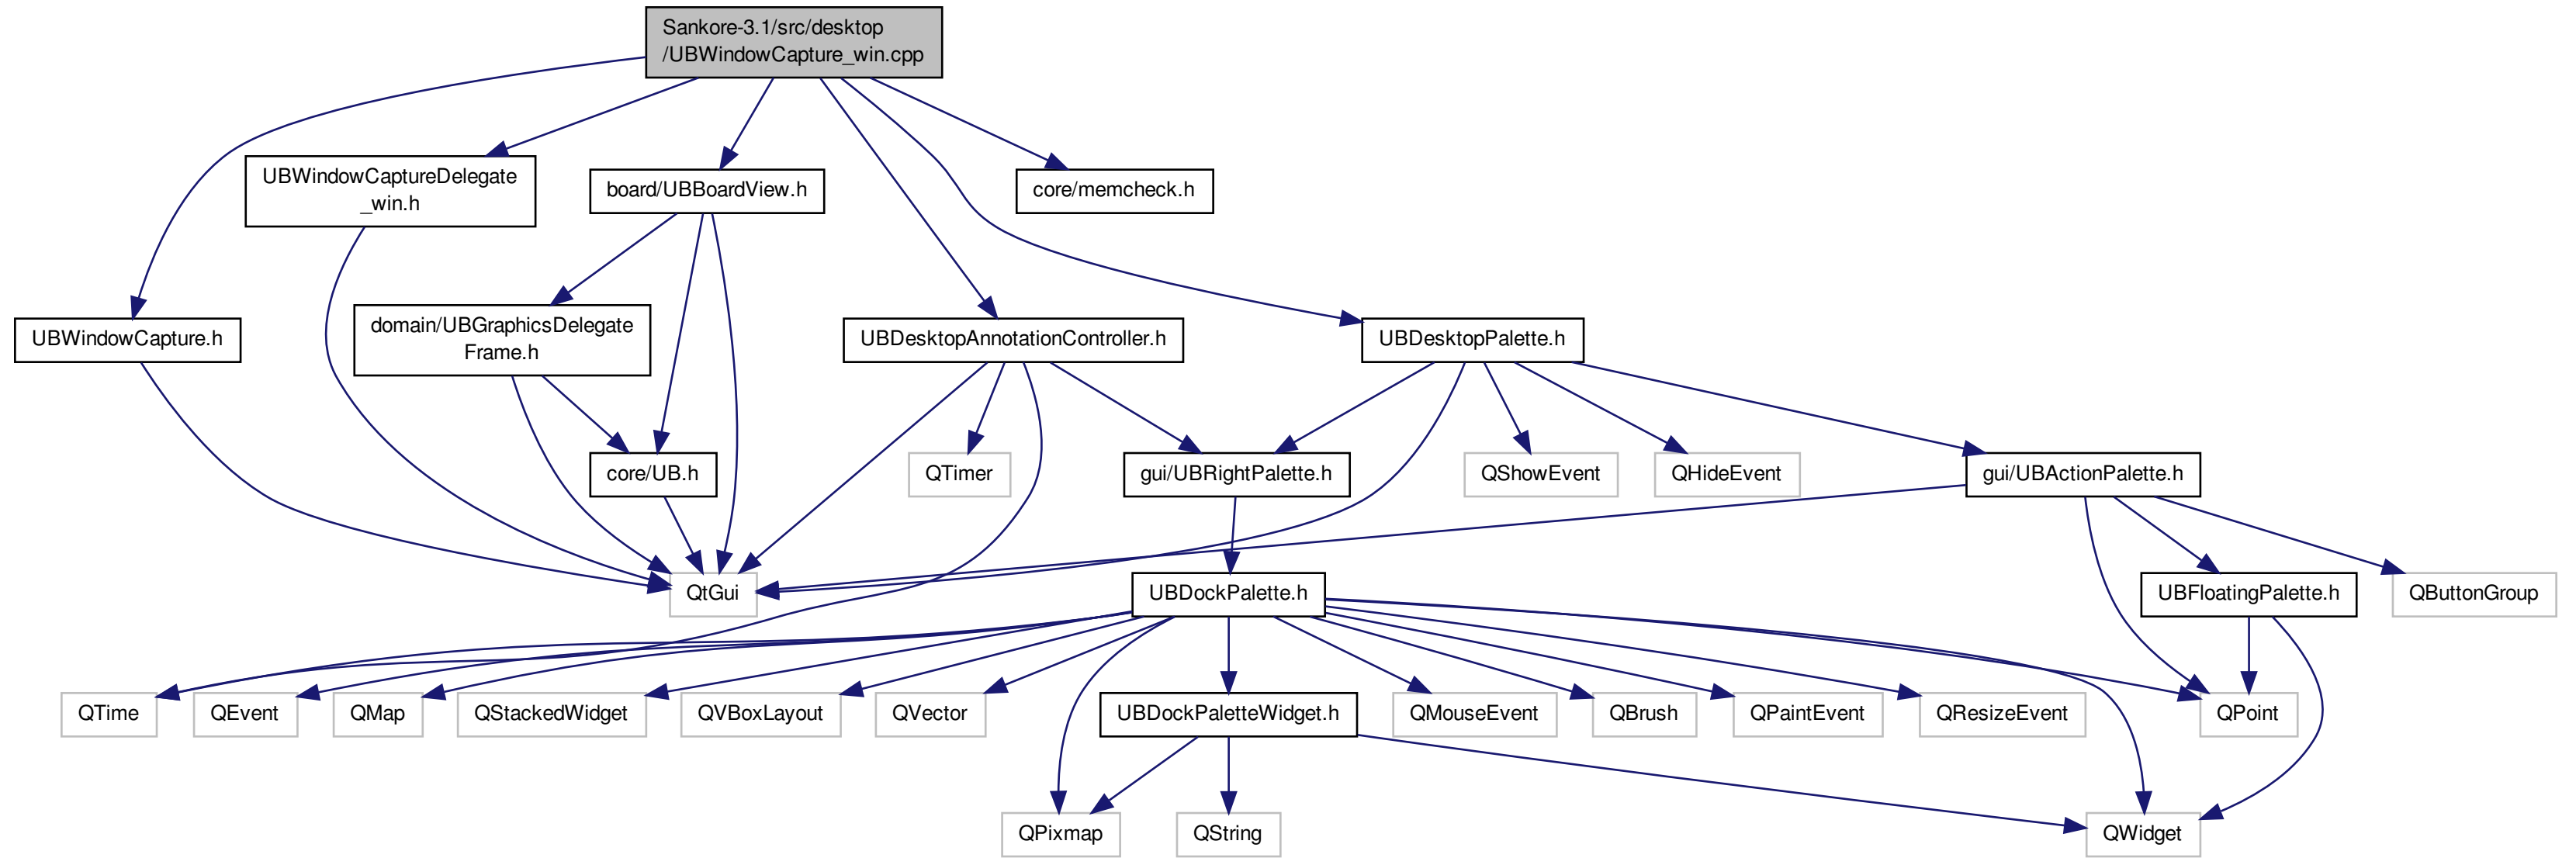 Sankore-3.1/src/desktop
/UBWindowCapture_win.cpp
UBWindowCaptureDelegate
_win.h
board/UBBoardView.h
core/memcheck.h
UBWindowCapture.h
domain/UBGraphicsDelegate
Frame.h
UBDesktopAnnotationController.h
UBDesktopPalette.h
core/UB.h
QTimer
gui/UBRightPalette.h
QShowEvent
QHideEvent
gui/UBActionPalette.h
QtGui
UBDockPalette.h
UBFloatingPalette.h
QButtonGroup
QTime
QEvent
QMap
QStackedWidget
QVBoxLayout
QVector
UBDockPaletteWidget.h
QMouseEvent
QBrush
QPaintEvent
QResizeEvent
QPoint
QPixmap
QString
QWidget